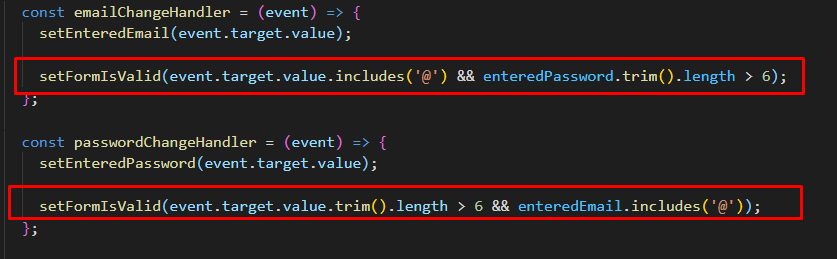 const emailChangeHandler = (event) => {
setEnteredEmail(event.target.value);
setFormIsValid(event.target.value.includes('@') && enteredPassword.trim().length > 6);
};
const passwordChangeHandler = (event) => {
setEnteredPassword(event.target.value);
setFormIsValid(event.target.value.trim().length > 6 && enteredEmail.includes('@'));
};